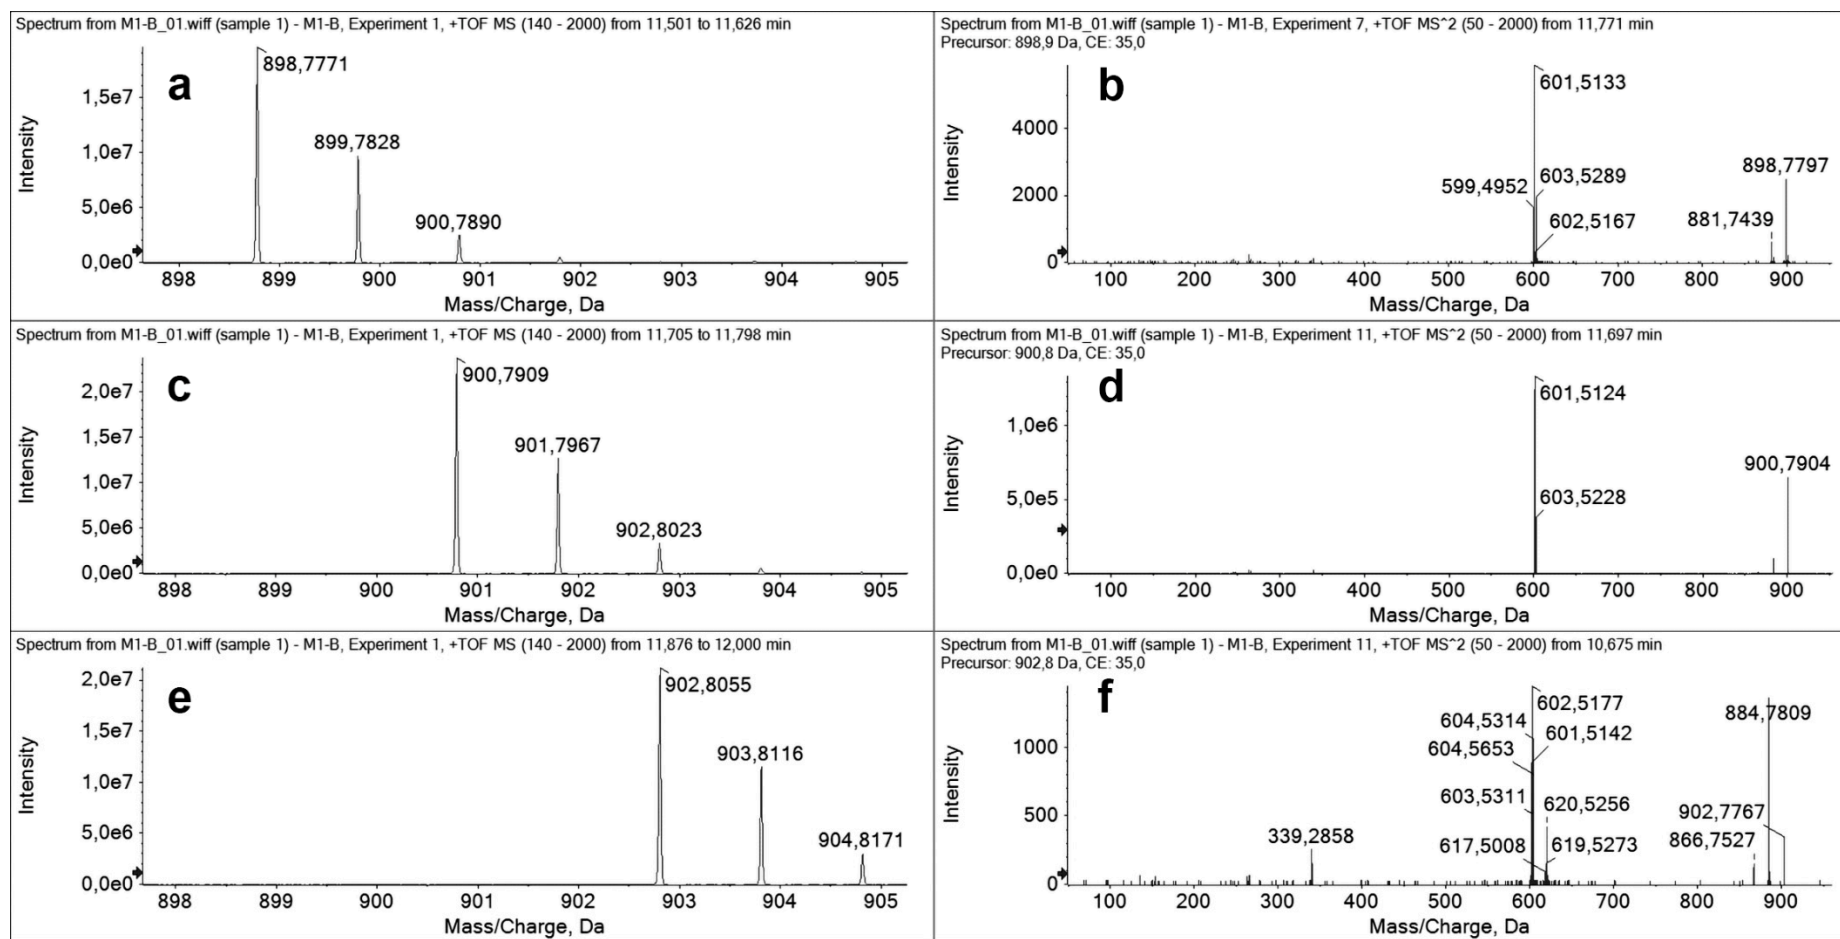 Spectrum from M1-B_01.wiff (sample 1) - M1-B, Experiment 1, +TOF MS (140 - 2000) from 11,501 to 11,626 min
a
898,7771
1,5e7
899,7828
1,0e7
900,7890
5,0e6
0,0e0
Intensity
898 899 900 901 902 903 904 905
Mass/Charge, Da
Spectrum from M1-B_01.wiff (sample 1) - M1-B, Experiment 7, +TOF MS^2 (50 - 2000) from 11,771 min
Precursor: 898,9 Da, CE: 35,0
b
601,5133
4000
898,7797
599,4952
603,5289
2000
881,7439
602,5167
0
Intensity
100 200 300 400 500 600 700 800 900
Mass/Charge, Da
Spectrum from M1-B_01.wiff (sample 1) - M1-B, Experiment 1, +TOF MS (140 - 2000) from 11,705 to 11,798 min
c
900,7909
2,0e7
901,7967
1,5e7
1,0e7
902,8023
5,0e6
0,0e0
Intensity
898 899 900 901 902 903 904 905
Mass/Charge, Da
Spectrum from M1-B_01.wiff (sample 1) - M1-B, Experiment 11, +TOF MS^2 (50 - 2000) from 11,697 min
Precursor: 900,8 Da, CE: 35,0
d
601,5124
1,0e6
900,7904
5,0e5
603,5228
0,0e0
Intensity
100 200 300 400 500 600 700 800 900
Mass/Charge, Da
Spectrum from M1-B_01.wiff (sample 1) - M1-B, Experiment 1, +TOF MS (140 - 2000) from 11,876 to 12,000 min
e
902,8055
2,0e7
903,8116
1,5e7
1,0e7
904,8171
5,0e6
0,0e0
Intensity
898 899 900 901 902 903 904 905
Mass/Charge, Da
Spectrum from M1-B_01.wiff (sample 1) - M1-B, Experiment 11, +TOF MS^2 (50 - 2000) from 10,675 min
Precursor: 902,8 Da, CE: 35,0
f
602,5177
884,7809
604,5314
601,5142
1000
604,5653
603,5311
620,5256
902,7767
500
339,2858
617,5008
619,5273
866,7527
0
Intensity
100 200 300 400 500 600 700 800 900
Mass/Charge, Da